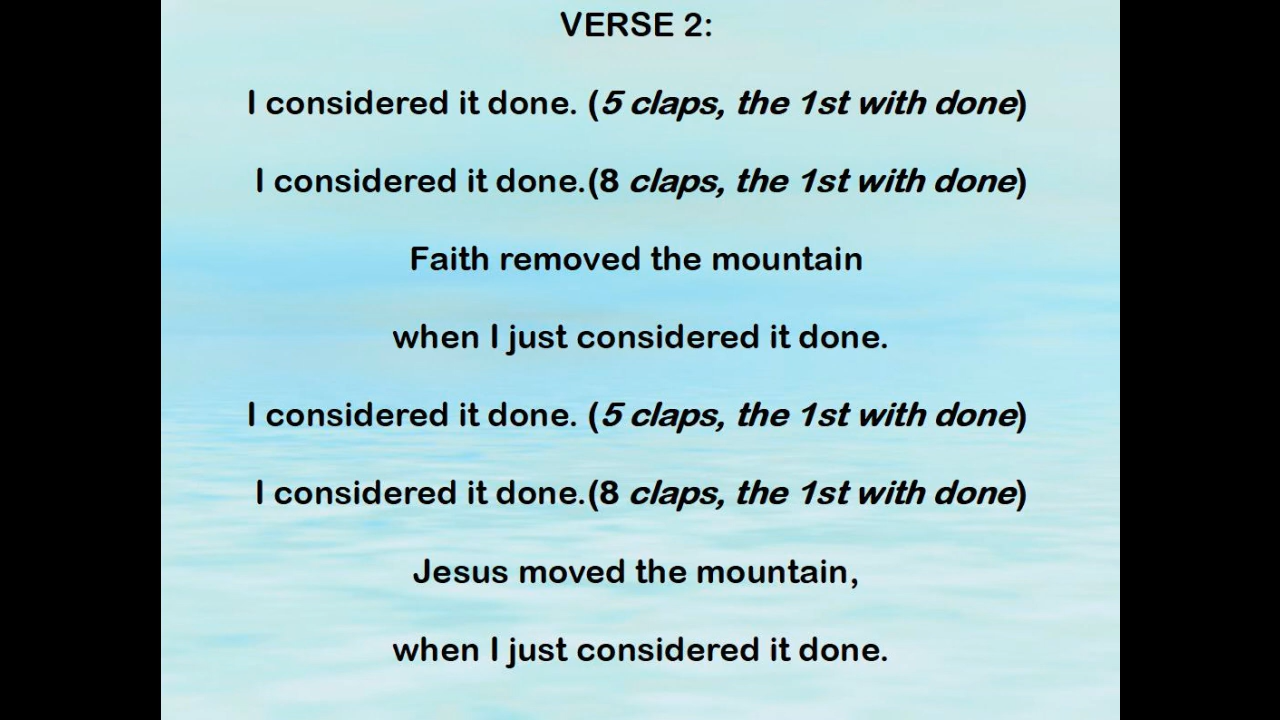 VERSE 2:
I considered it done. (5 claps, the 1st with done)
I considered it done.(8 claps, the 1st with done)
Faith removed the mountain
when I just considered it done.
I considered it done. (5 claps, the 1st with done)
I considered it done.(8 claps, the 1st with done)
Jesus moved the mountain,
when I just considered it done.